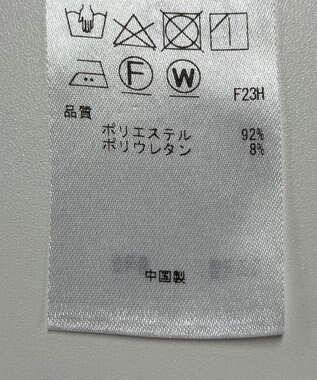 F W
F23H
品質
ポリエステル 92%
ポリウレタン 8%
中国製